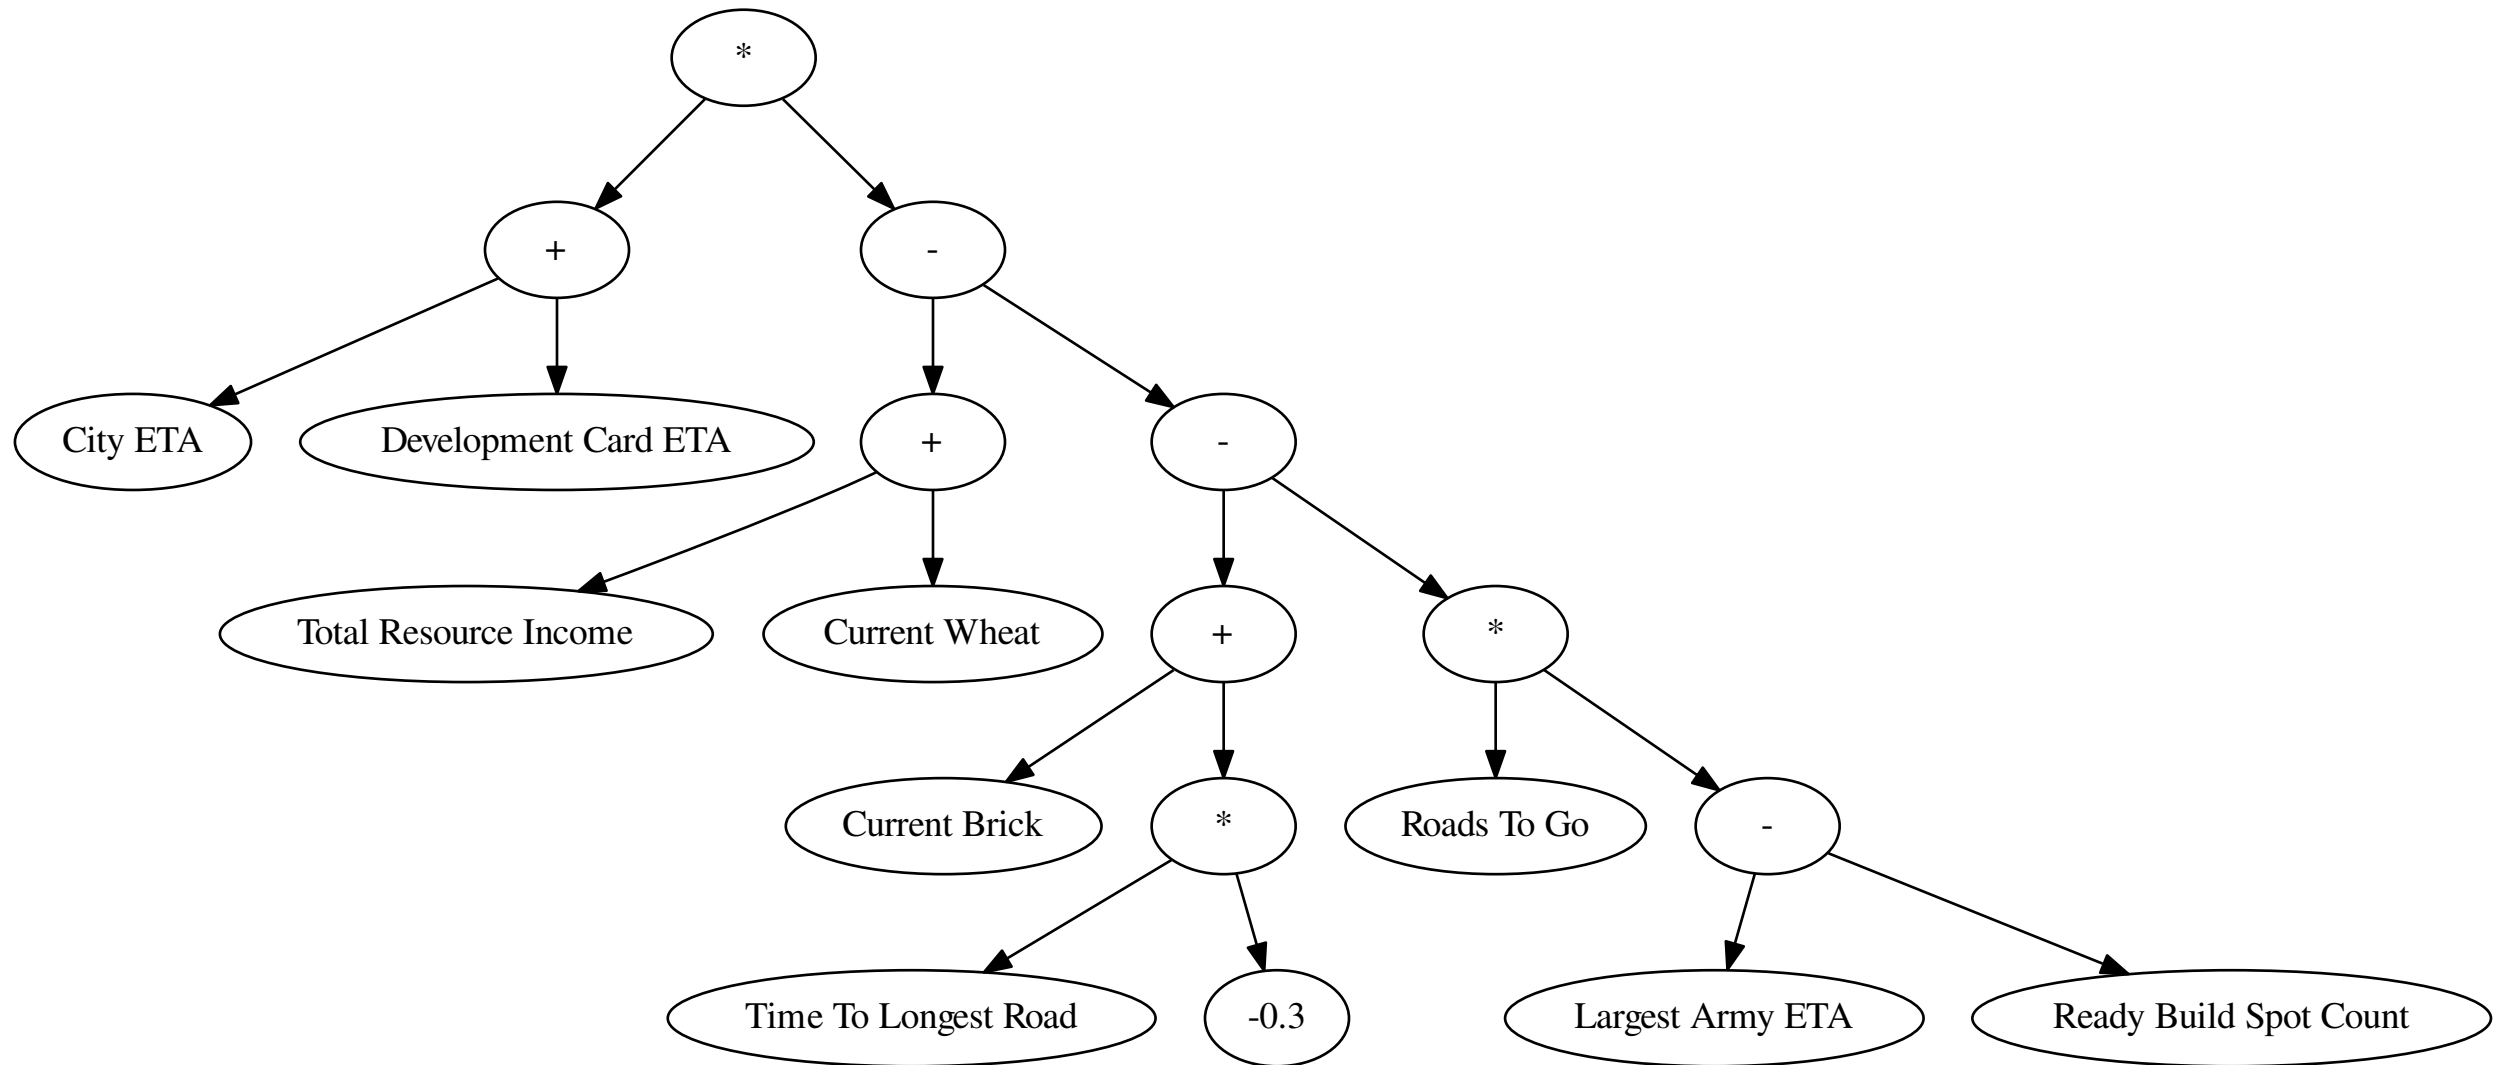 *
+
-
City ETA
Development Card ETA
+
-
Total Resource Income
Current Wheat
+
*
Current Brick
*
Roads To Go
-
Time To Longest Road
-0.3
Largest Army ETA
Ready Build Spot Count